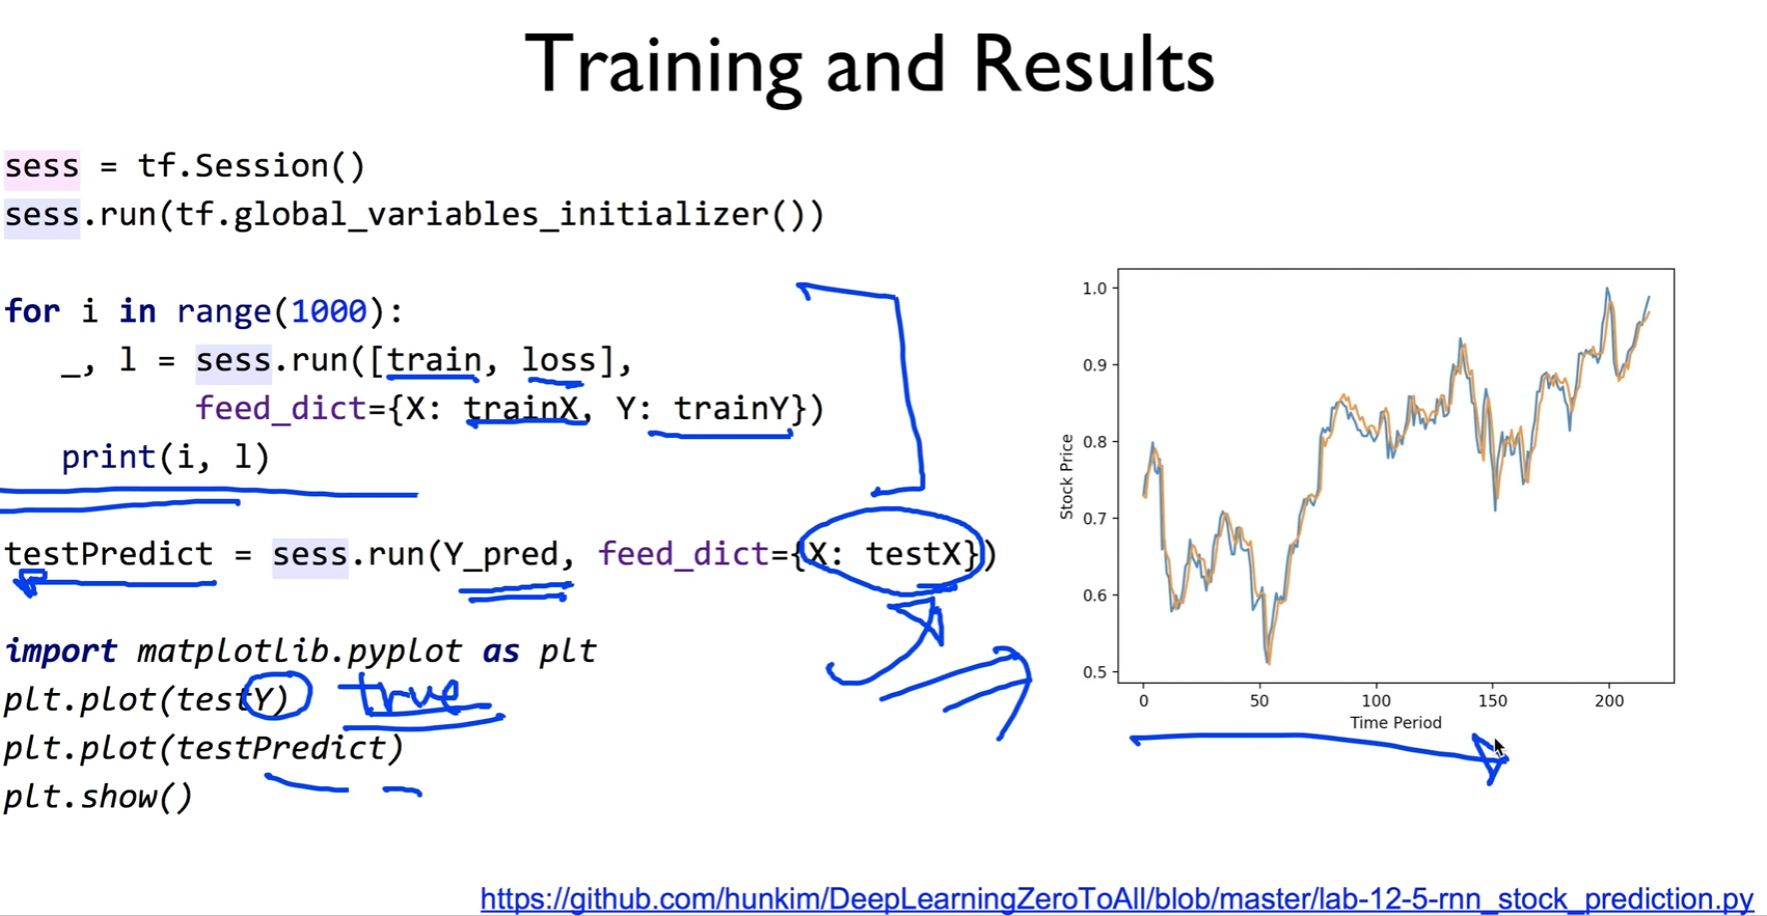 Training and Results
sess = tf.Session()
sess.run(tf.global_variables_initializer())
for i in range(1000):
_, l = sess.run([train, loss],
feed_dict={X: trainX, Y: trainY})
print(i, l)
testPredict = sess.run(Y_pred, feed_dict={X: testX})
import matplotlib.pyplot as plt
plt.plot(testY) true
plt.plot(testPredict)
plt.show()
1.0
0.9
0.8
0.7
0.6
0.5
Stock Price
0 50 100 150 200
Time Period
https://github.com/hunkim/DeepLearningZeroToAll/blob/master/lab-12-5-rnn_stock_prediction.py